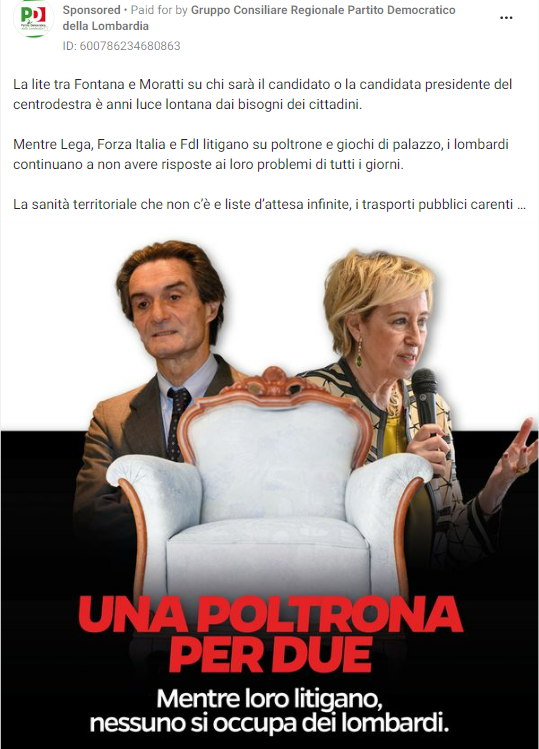 PD
Sponsored • Paid for by Gruppo Consiliare Regionale Partito Democratico
della Lombardia
ID: 600786234680863
La lite tra Fontana e Moratti su chi sarà il candidato o la candidata presidente del
centrodestra è anni luce lontana dai bisogni dei cittadini.
Mentre Lega, Forza Italia e FdI litigano su poltrone e giochi di palazzo, i lombardi
continuano a non avere risposte ai loro problemi di tutti i giorni.
La sanità territoriale che non c’è e liste d’attesa infinite, i trasporti pubblici carenti ...
UNA POLTRONA
PER DUE
Mentre loro litigano,
nessuno si occupa dei lombardi.